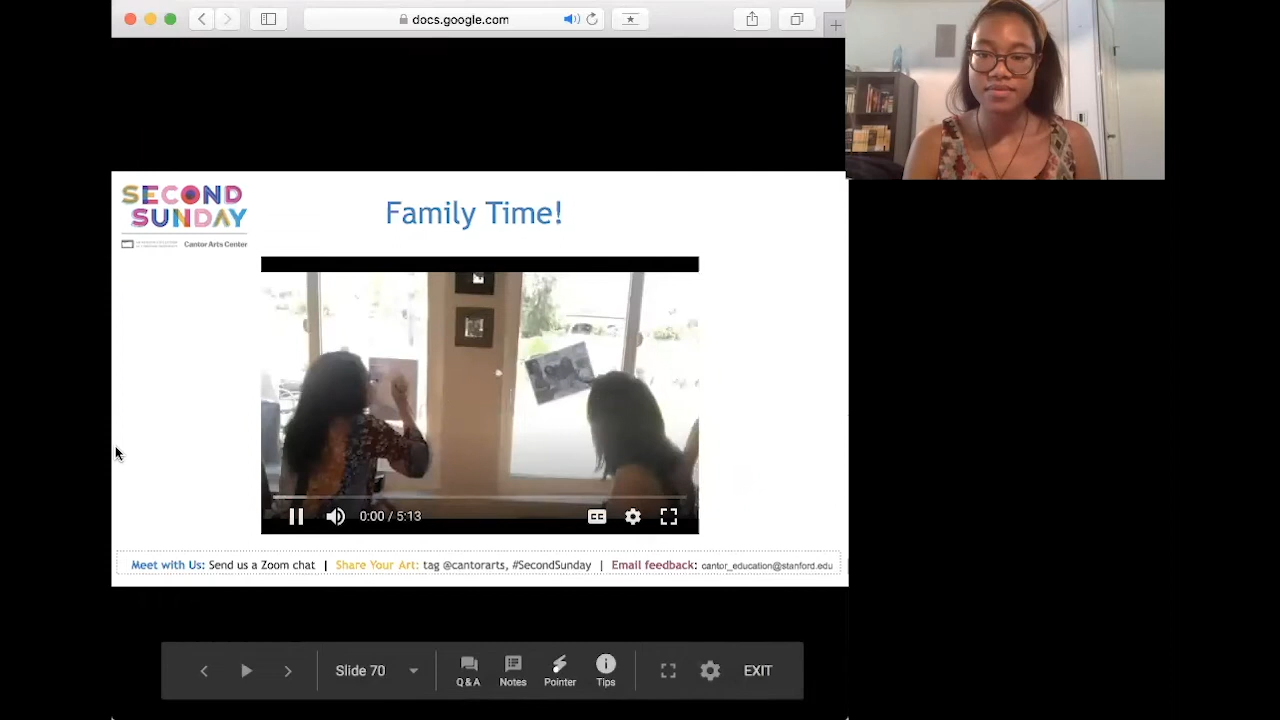 docs.google.com
SECOND
SUNDAY
Cantor Arts Center
Family Time!
0:00 / 5:13
CC
Meet with Us: Send us a Zoom chat | Share Your Art: tag @cantorarts, #SecondSunday | Email feedback: cantor_education@stanford.edu
Slide 70
Q & A
Notes
Pointer
Tips
EXIT